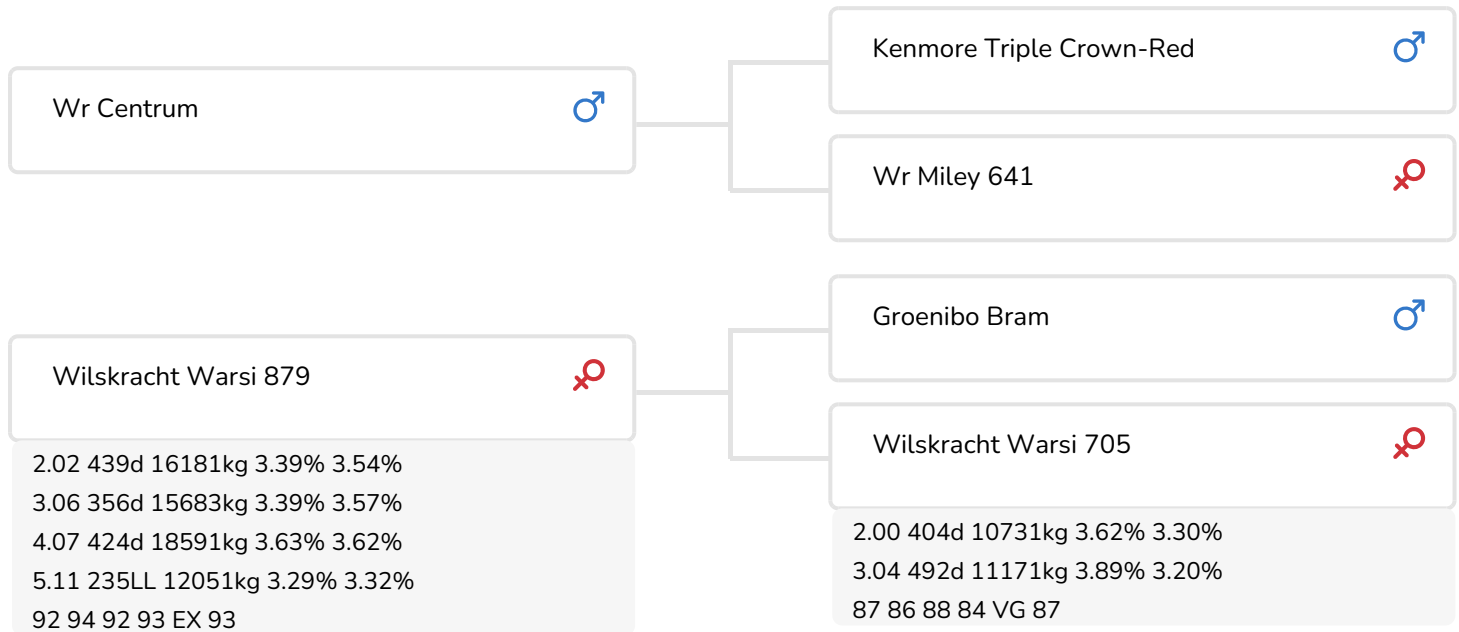 Wr Centrum
Kenmore Triple Crown-Red
Wr Miley 641
Wilskracht Warsi 879
2.02 439d 16181kg 3.39% 3.54%
3.06 356d 15683kg 3.39% 3.57%
4.07 424d 18591kg 3.63% 3.62%
5.11 235LL 12051kg 3.29% 3.32%
92 94 92 93 EX 93
Groenibo Bram
Wilskracht Warsi 705
2.00 404d 10731kg 3.62% 3.30%
3.04 492d 11171kg 3.89% 3.20%
87 86 88 84 VG 87